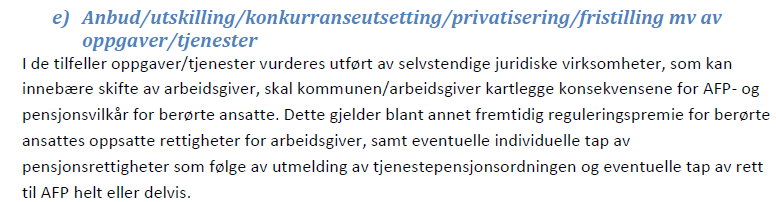 e) Anbud/utskilling/konkurranseutsetting/privatisering/fristilling mv av
oppgaver/tjenester
I de tilfeller oppgaver/tjenester vurderes utført av selvstendige juridiske virksomheter, som kan
innebære skifte av arbeidsgiver, skal kommunen/arbeidsgiver kartlegge konsekvensene for AFP- og
pensjonsvilkår for berørte ansatte. Dette gjelder blant annet fremtidig reguleringspremie for berørte
ansattes oppsatte rettigheter for arbeidsgiver, samt eventuelle individuelle tap av
pensjonsrettigheter som følge av utmelding av tjenestepensjonsordningen og eventuelle tap av rett
til AFP helt eller delvis.